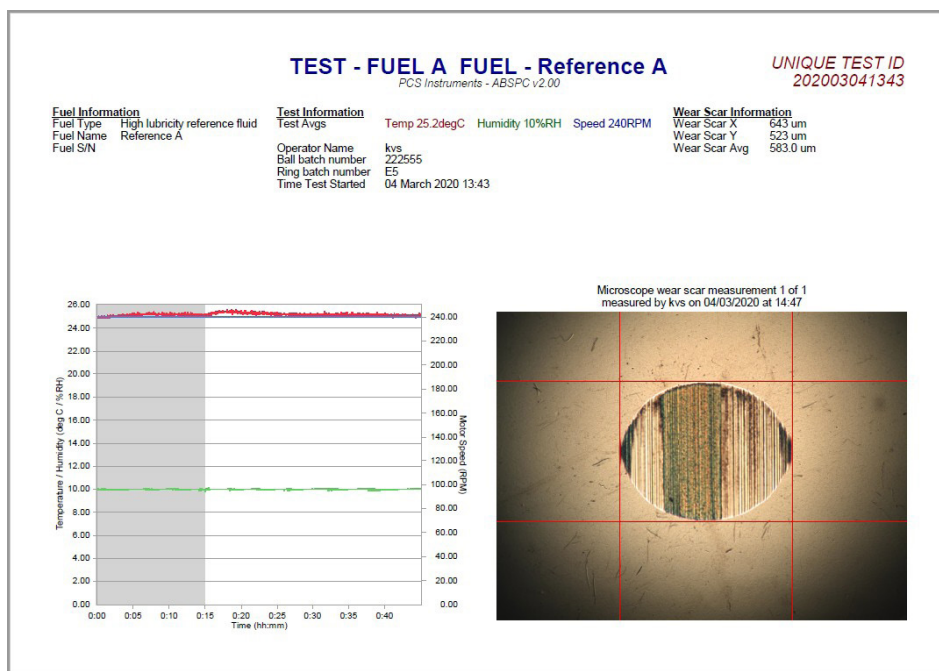 TEST - FUEL A FUEL - Reference A
PCS Instruments - ABSPC v2.00
UNIQUE TEST ID
202003041343
Fuel Information
Fuel Type High lubricity reference fluid
Fuel Name Reference A
Fuel S/N
Test Information
Test Avgs Temp 25.2degC Humidity 10%RH Speed 240RPM
Operator Name kvs
Ball batch number 222555
Ring batch number E5
Time Test Started 04 March 2020 13:43
Wear Scar Information
Wear Scar X 643 um
Wear Scar Y 523 um
Wear Scar Avg 583.0 um
Temperature / Humidity (deg C / %RH)
26.00
24.00
22.00
20.00
18.00
16.00
14.00
12.00
10.00
8.00
6.00
4.00
2.00
0.00
0:00 0:05 0:10 0:15 0:20 0:25 0:30 0:35 0:40
Time (hh:mm)
240.00
220.00
200.00
180.00
160.00
140.00
120.00
100.00
80.00
60.00
40.00
20.00
0.00
Motor Speed (RPM)
Microscope wear scar measurement 1 of 1
measured by kvs on 04/03/2020 at 14:47